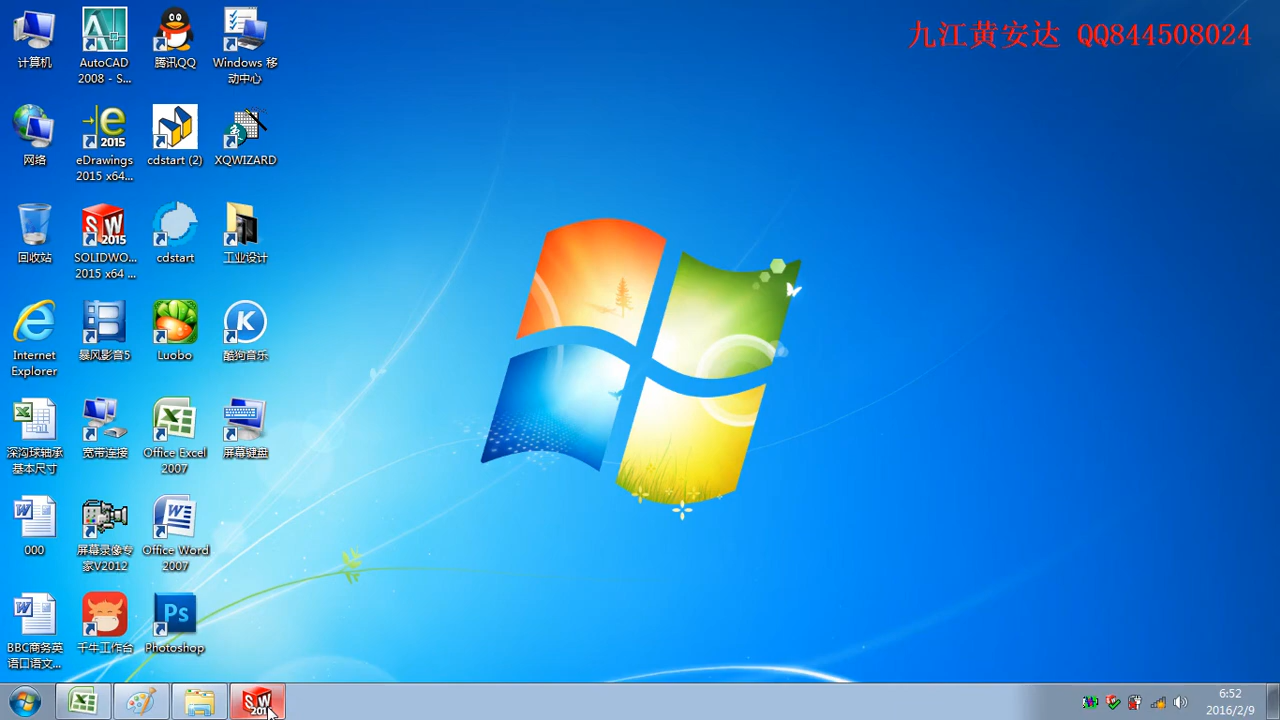 九江黄安达 QQ844508024
计算机
AutoCAD
2008 - S...
腾讯QQ
Windows 移
动中心
网络
eDrawings
2015 x64...
cdstart (2)
XQWIZARD
回收站
SOLIDWO...
2015 x64 ...
cdstart
工业设计
Internet
Explorer
暴风影音5
Luobo
酷狗音乐
深沟球轴承
基本尺寸
宽带连接
Office Excel
2007
屏幕键盘
000
屏幕录像专
家V2012
Office Word
2007
BBC商务英
语口语文...
千牛工作台
Photoshop
6:52
2016/2/9